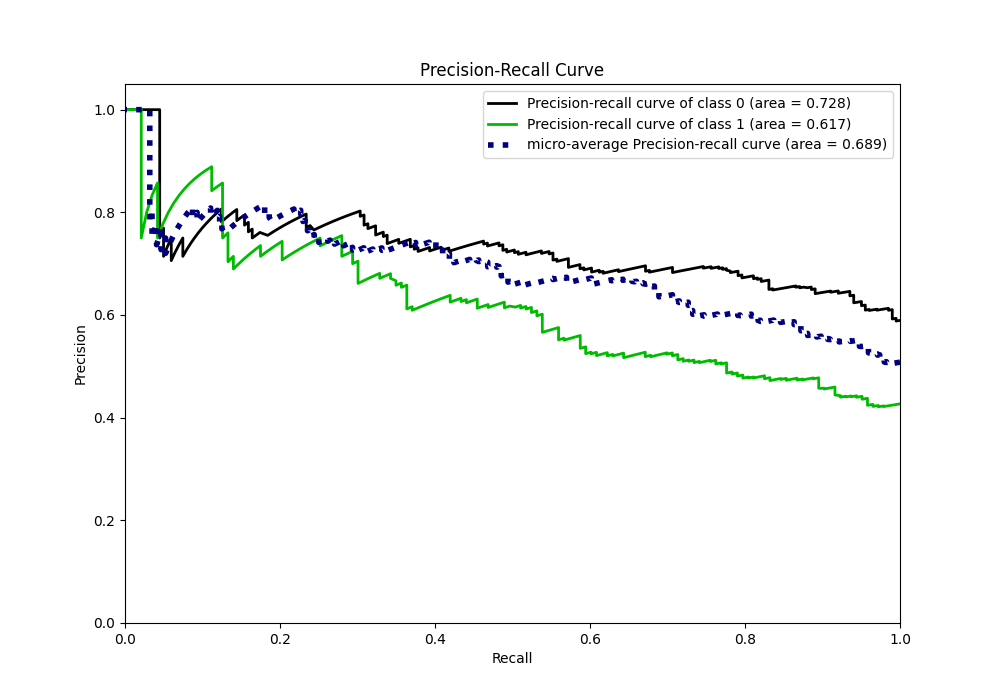 Precision-Recall Curve
Precision-recall curve of class 0 (area = 0.728)
Precision-recall curve of class 1 (area = 0.617)
micro-average Precision-recall curve (area = 0.689)
1.0
0.8
0.6
0.4
0.2
0.0
Precision
0.0 0.2 0.4 0.6 0.8 1.0
Recall